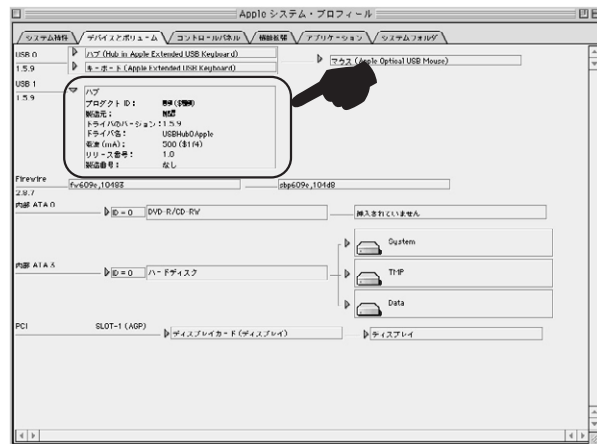 Apple システム・プロフィール
システム特性 デバイスとボリューム コントロールパネル 機能拡張 アプリケーション システムフォルダ
USB 0
1.5.9
ハブ (Hub in Apple Extended USB Keyboard)
キーボード (Apple Extended USB Keyboard)
マウス (Apple Optical USB Mouse)
USB 1
1.5.9
ハブ
プロダクト ID :
製造元 :
ドライバのバージョン : 1.5.9
ドライバ名 : USBHub0Apple
電流 (mA) : 500 ($1f4)
リリース番号 : 1.0
製造番号 : なし
Firewire
2.8.7
fw609e,10483
sbp609e,104d8
内部 ATA 0
ID = 0 DVD-R/CD-RW
挿入されていません
内部 ATA 3
ID = 0 ハードディスク
System
TMP
Data
PCI
SLOT-1 (AGP)
ディスプレイカード (ディスプレイ)
ディスプレイ